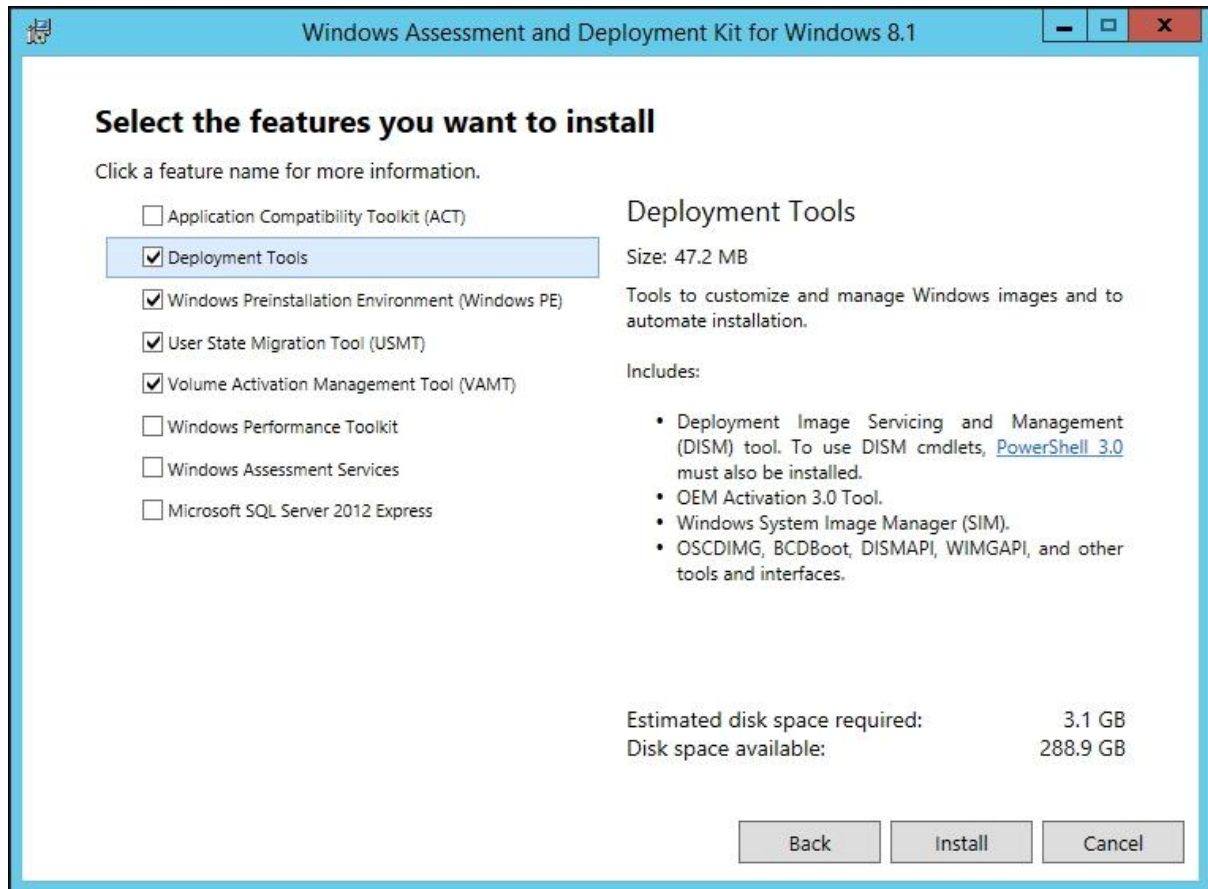 Windows Assessment and Deployment Kit for Windows 8.1
Select the features you want to install
Click a feature name for more information.
Application Compatibility Toolkit (ACT)
Deployment Tools
Windows Preinstallation Environment (Windows PE)
User State Migration Tool (USMT)
Volume Activation Management Tool (VAMT)
Windows Performance Toolkit
Windows Assessment Services
Microsoft SQL Server 2012 Express
Deployment Tools
Size: 47.2 MB
Tools to customize and manage Windows images and to
automate installation.
Includes:
• Deployment Image Servicing and Management
(DISM) tool. To use DISM cmdlets, PowerShell 3.0
must also be installed.
• OEM Activation 3.0 Tool.
• Windows System Image Manager (SIM).
• OSCDIMG, BCDBoot, DISMAPI, WIMGAPI, and other
tools and interfaces.
Estimated disk space required: 3.1 GB
Disk space available: 288.9 GB
Back Install Cancel